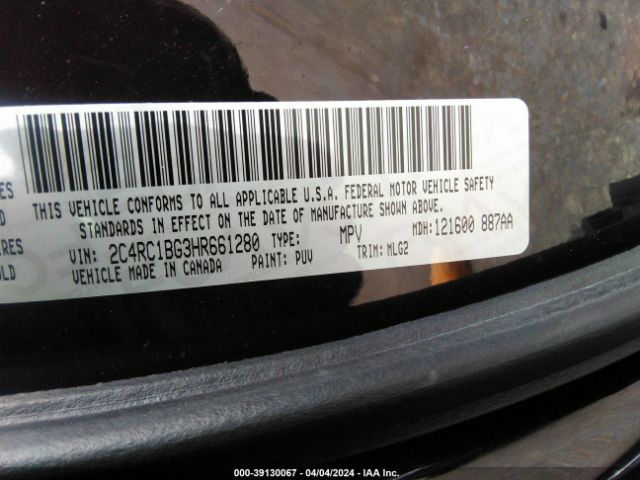 THIS VEHICLE CONFORMS TO ALL APPLICABLE U.S.A. FEDERAL MOTOR VEHICLE SAFETY
STANDARDS IN EFFECT ON THE DATE OF MANUFACTURE SHOWN ABOVE.
IRES
VIN: 2C4RC1BG3HR661280 TYPE: MPV MDH: 121600 887AA
OLD
VEHICLE MADE IN CANADA PAINT: PUV TRIM: MLG2
000-39130067 - 04/04/2024 - IAA Inc.